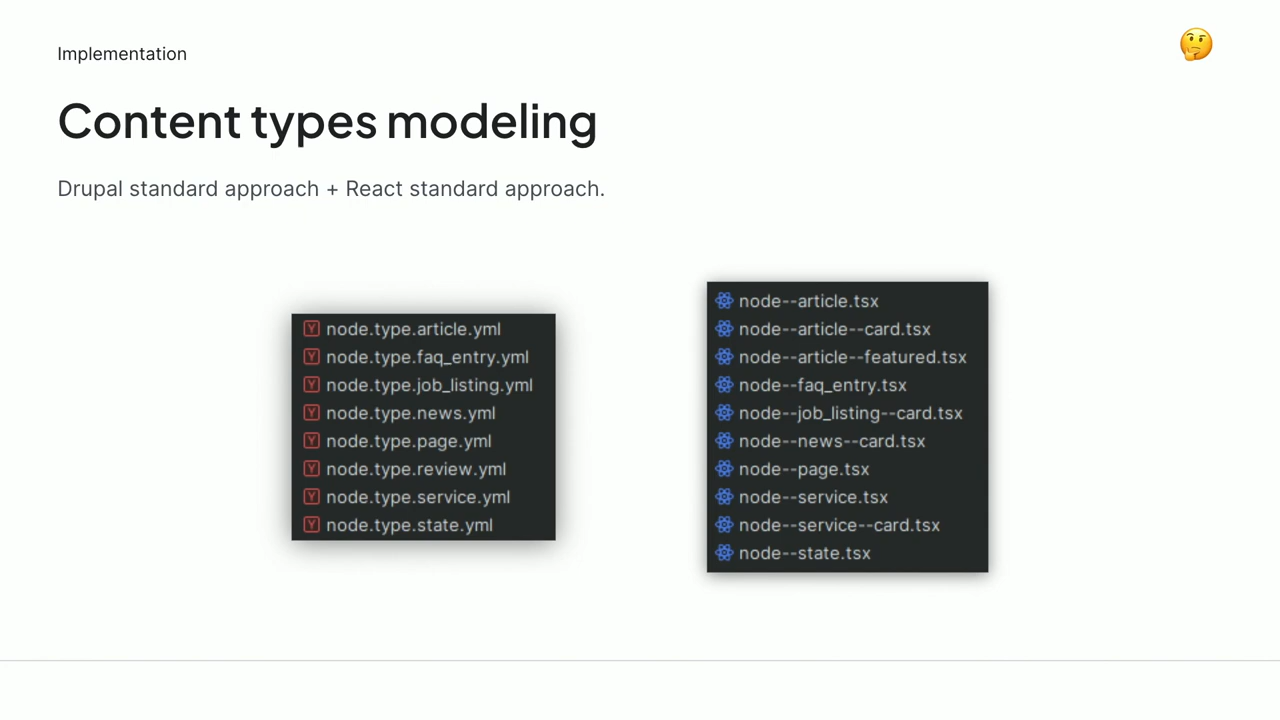 Implementation
Content types modeling
Drupal standard approach + React standard approach.
node.type.article.yml
node.type.faq_entry.yml
node.type.job_listing.yml
node.type.news.yml
node.type.page.yml
node.type.review.yml
node.type.service.yml
node.type.state.yml
node--article.tsx
node--article--card.tsx
node--article--featured.tsx
node--faq_entry.tsx
node--job_listing--card.tsx
node--news--card.tsx
node--page.tsx
node--service.tsx
node--service--card.tsx
node--state.tsx